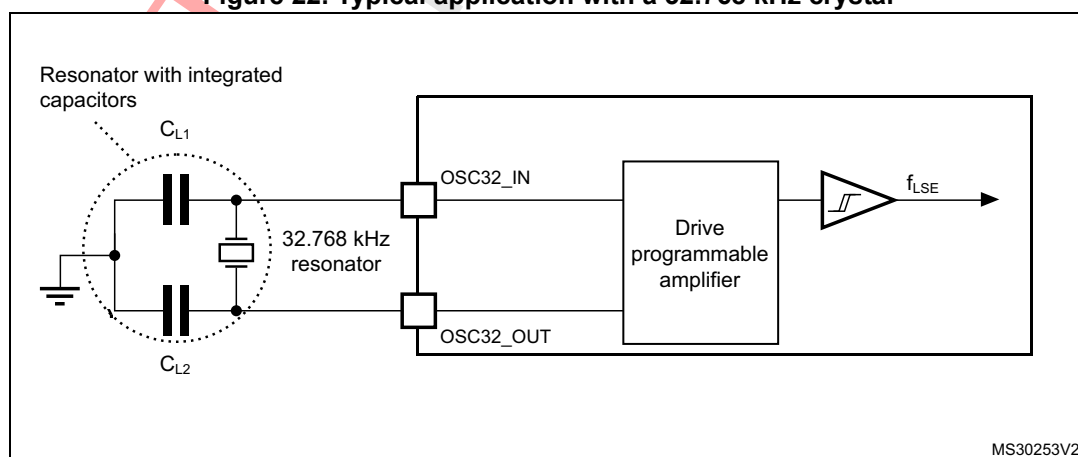 Figure 22. Typical application with a 32.768 kHz crystal
Resonator with integrated
capacitors
CL1
OSC32_IN
fLSE
32.768 kHz
resonator
Drive
programmable
amplifier
OSC32_OUT
CL2
MS30253V2